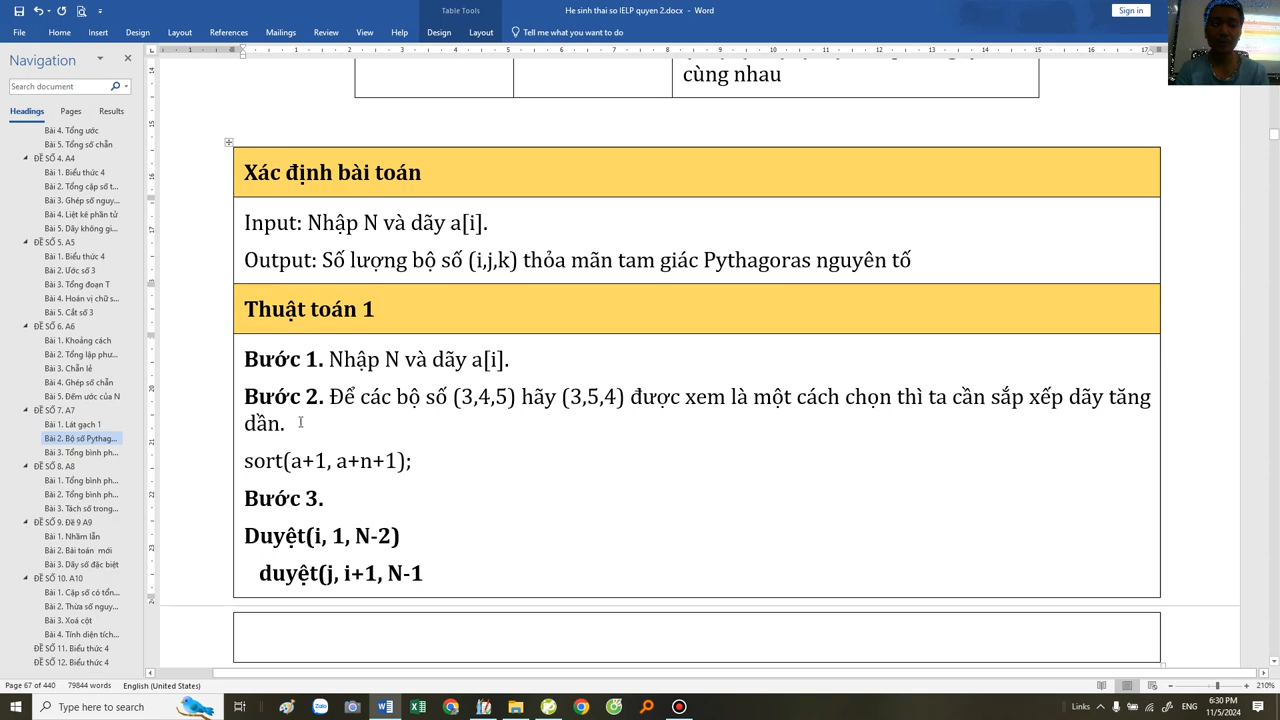 Table Tools
He sinh thai so IELP quyen 2.docx - Word
Sign in
File Home Insert Design Layout References Mailings Review View Help Design Layout Tell me what you want to do
Share
Navigation
Search document
Headings Pages Results
Bài 4. Tổng ước
Bài 5. Tổng số chẵn
ĐỀ SỐ 4. A4
Bài 1. Biểu thức 4
Bài 2. Tổng cặp số t...
Bài 3. Ghép số nguy...
Bài 4. Liệt kê phần tử
Bài 5. Dãy không gi...
ĐỀ SỐ 5. A5
Bài 1. Biểu thức 4
Bài 2. Ước số 3
Bài 3. Tổng đoạn T
Bài 4. Hoán vị chữ s...
Bài 5. Cắt số 3
ĐỀ SỐ 6. A6
Bài 1. Khoảng cách
Bài 2. Tổng lập phư...
Bài 3. Chẵn lẻ
Bài 4. Ghép số chẵn
Bài 5. Đếm ước của N
ĐỀ SỐ 7. A7
Bài 1. Lát gạch 1
Bài 2. Bộ số Pythag...
Bài 3. Tổng bình ph...
ĐỀ SỐ 8. A8
Bài 1. Tổng bình ph...
Bài 2. Tổng bình ph...
Bài 3. Tách số trong...
ĐỀ SỐ 9. Đề 9 A9
Bài 1. Nhầm lẫn
Bài 2. Bài toán mới
Bài 3. Dãy số đặc biệt
ĐỀ SỐ 10. A10
Bài 1. Cặp số có tổn...
Bài 2. Thừa số nguy...
Bài 3. Xoá cột
Bài 4. Tính diện tích...
ĐỀ SỐ 11. Biểu thức 4
ĐỀ SỐ 12. Biểu thức 4
cùng nhau
Xác định bài toán
Input: Nhập N và dãy a[i].
Output: Số lượng bộ số (i,j,k) thỏa mãn tam giác Pythagoras nguyên tố
Thuật toán 1
Bước 1. Nhập N và dãy a[i].
Bước 2. Để các bộ số (3,4,5) hãy (3,5,4) được xem là một cách chọn thì ta cần sắp xếp dãy tăng
dần.
sort(a+1, a+n+1);
Bước 3.
Duyệt(i, 1, N-2)
duyệt(j, i+1, N-1
Page 67 of 440 79844 words English (United States)
210%
Type here to search
Links
6:30 PM
11/5/2024